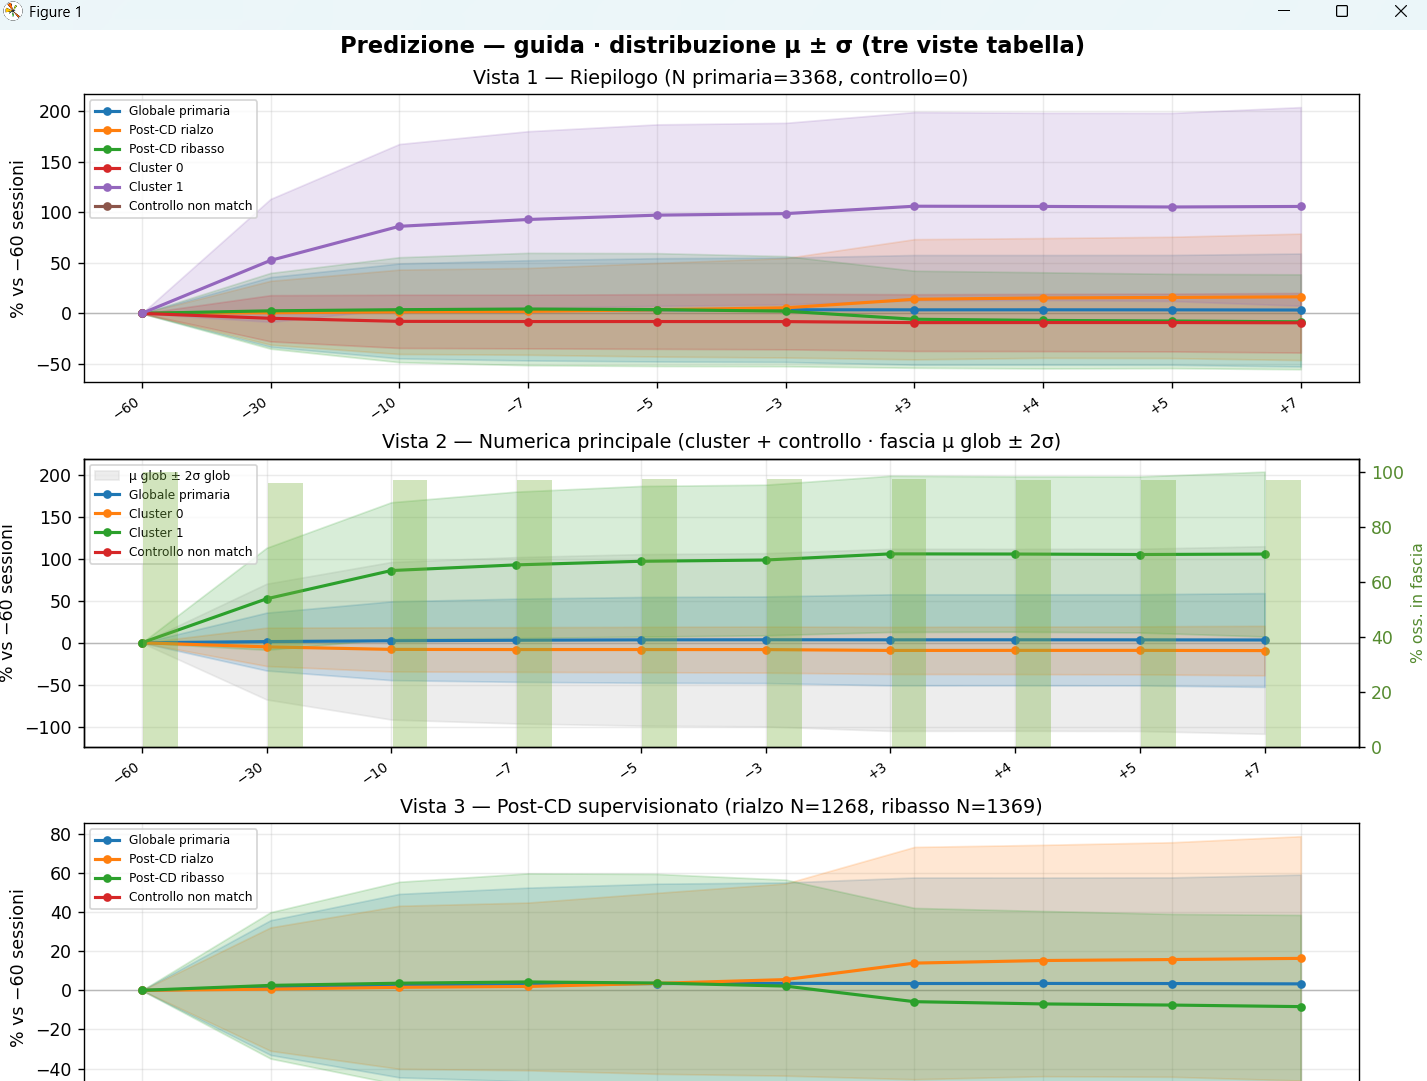 Figure 1
Predizione — guida · distribuzione μ ± σ (tre viste tabella)
Vista 1 — Riepilogo (N primaria=3368, controllo=0)
% vs −60 sessioni
200
150
100
50
0
−50
Globale primaria
Post-CD rialzo
Post-CD ribasso
Cluster 0
Cluster 1
Controllo non match
−60 −30 −10 −7 −5 −3 +3 +4 +5 +7
Vista 2 — Numerica principale (cluster + controllo · fascia μ glob ± 2σ)
% vs −60 sessioni
200
150
100
50
0
−50
−100
μ glob ± 2σ glob
Globale primaria
Cluster 0
Cluster 1
Controllo non match
100
80
60
40
20
0
% oss. in fascia
−60 −30 −10 −7 −5 −3 +3 +4 +5 +7
Vista 3 — Post-CD supervisionato (rialzo N=1268, ribasso N=1369)
% vs −60 sessioni
80
60
40
20
0
−20
−40
Globale primaria
Post-CD rialzo
Post-CD ribasso
Controllo non match